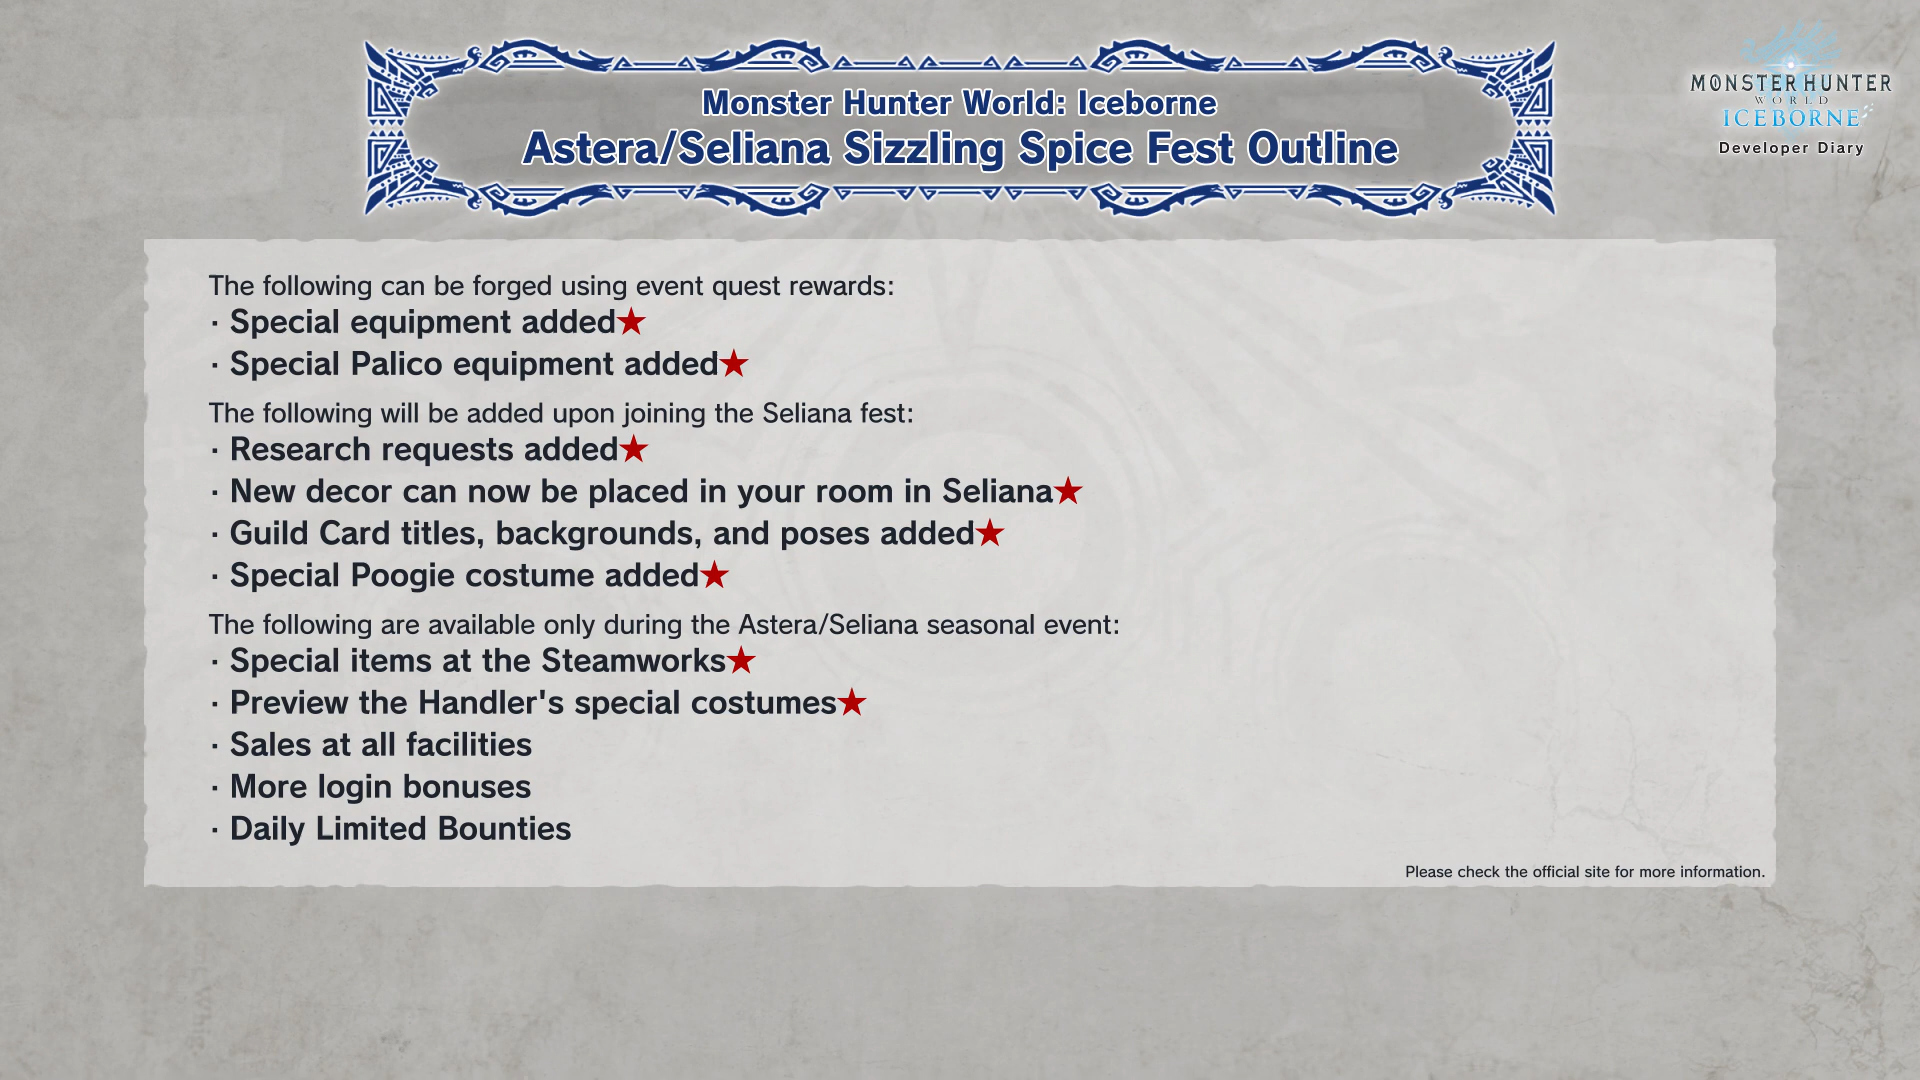 Monster Hunter World: Iceborne
Astera/Seliana Sizzling Spice Fest Outline
MONSTER HUNTER
WORLD
ICEBORNE
Developer Diary
The following can be forged using event quest rewards:
· Special equipment added★
· Special Palico equipment added★
The following will be added upon joining the Seliana fest:
· Research requests added★
· New decor can now be placed in your room in Seliana★
· Guild Card titles, backgrounds, and poses added★
· Special Poogie costume added★
The following are available only during the Astera/Seliana seasonal event:
· Special items at the Steamworks★
· Preview the Handler's special costumes★
· Sales at all facilities
· More login bonuses
· Daily Limited Bounties
Please check the official site for more information.